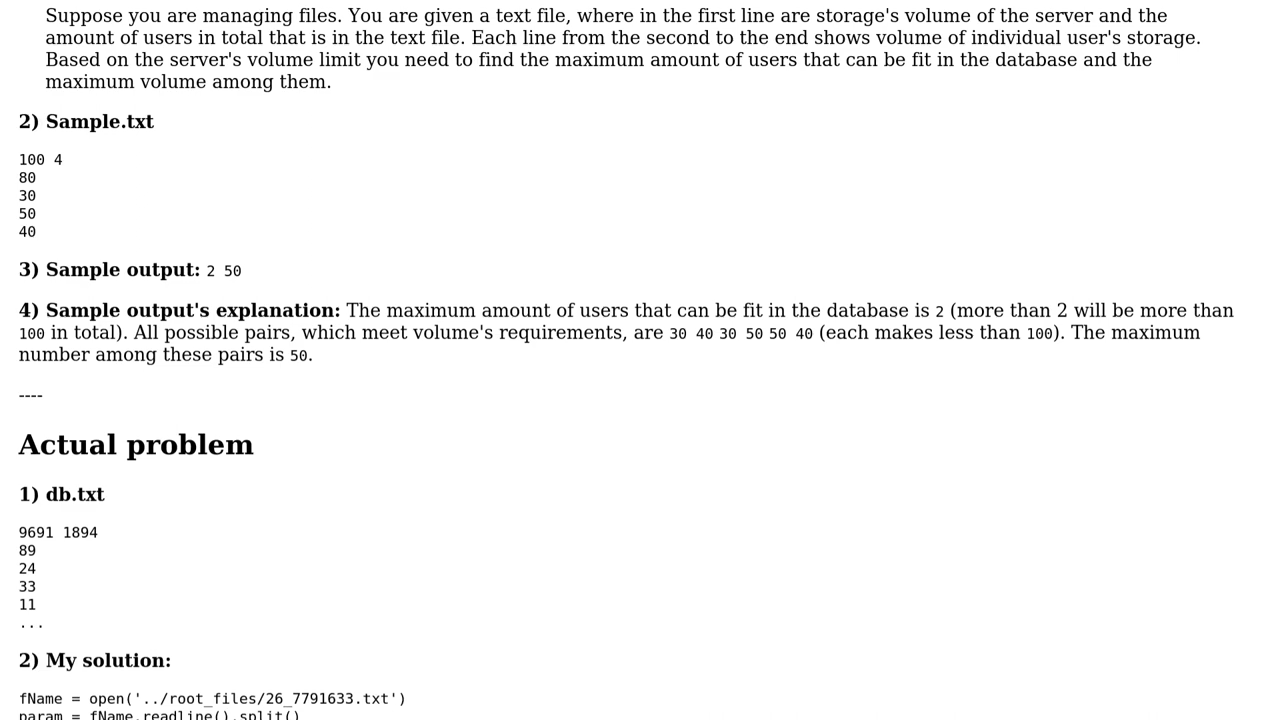 Suppose you are managing files. You are given a text file, where in the first line are storage's volume of the server and the
amount of users in total that is in the text file. Each line from the second to the end shows volume of individual user's storage.
Based on the server's volume limit you need to find the maximum amount of users that can be fit in the database and the
maximum volume among them.
2) Sample.txt
100 4
80
30
50
40
3) Sample output: 2 50
4) Sample output's explanation: The maximum amount of users that can be fit in the database is 2 (more than 2 will be more than
100 in total). All possible pairs, which meet volume's requirements, are 30 40 30 50 50 40 (each makes less than 100). The maximum
number among these pairs is 50.
----
Actual problem
1) db.txt
9691 1894
89
24
33
11
...
2) My solution:
fName = open('../root_files/26_7791633.txt')
param = fName.readline().split()